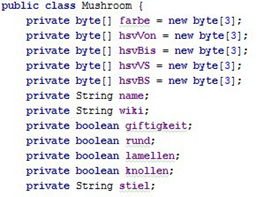 public class Mushroom {
private byte[] farbe = new byte[3];
private byte[] hsvVon = new byte[3];
private byte[] hsvBis = new byte[3];
private byte[] hsvVS = new byte[3];
private byte[] hsvBS = new byte[3];
private String name;
private String wiki;
private boolean giftigkeit;
private boolean rund;
private boolean lamellen;
private boolean knollen;
private String stiel;